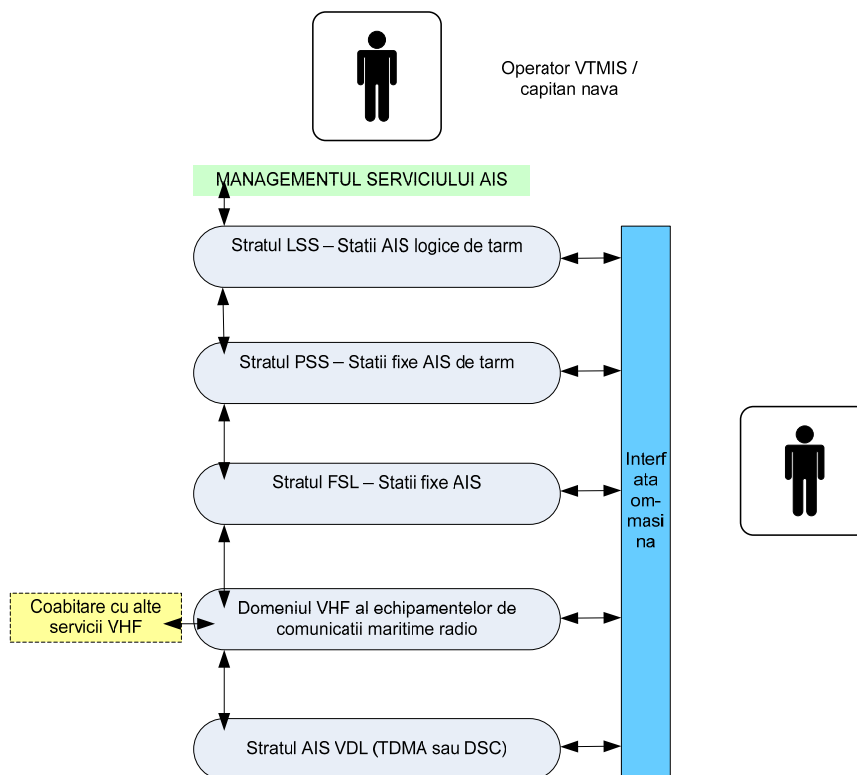 Operator VTMIS /
capitan nava
MANAGEMENTUL SERVICIULUI AIS
Stratul LSS – Statii AIS logice de tarm
Stratul PSS – Statii fixe AIS de tarm
Stratul FSL – Statii fixe AIS
Interf
ata
om-
masi
na
Coabitare cu alte
servicii VHF
Domeniul VHF al echipamentelor de
comunicatii maritime radio
Stratul AIS VDL (TDMA sau DSC)